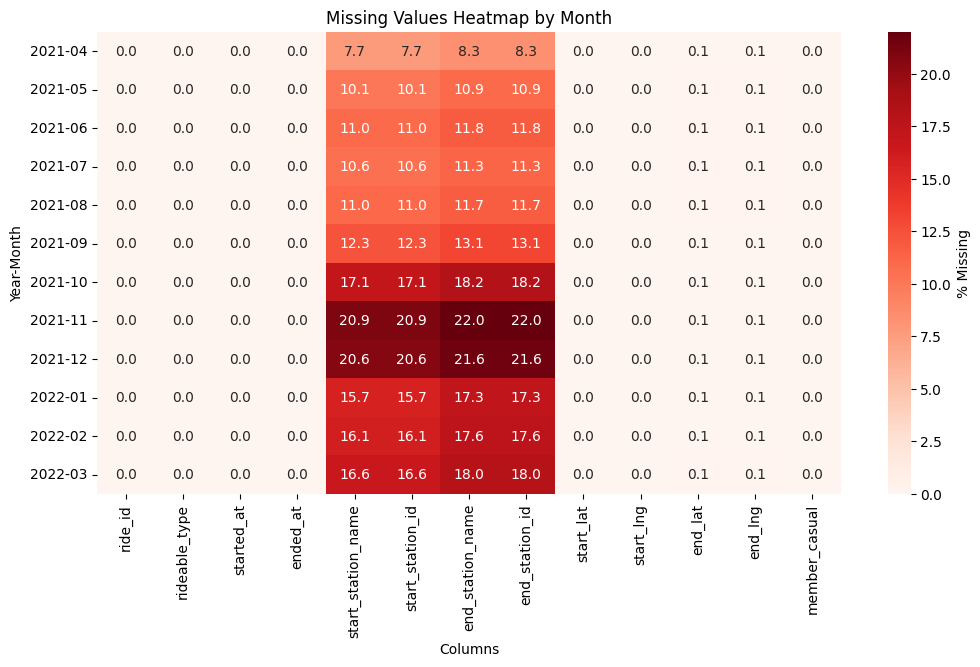 Missing Values Heatmap by Month
Year-Month
2021-04 0.0 0.0 0.0 0.0 7.7 7.7 8.3 8.3 0.0 0.0 0.1 0.1 0.0
2021-05 0.0 0.0 0.0 0.0 10.1 10.1 10.9 10.9 0.0 0.0 0.1 0.1 0.0
2021-06 0.0 0.0 0.0 0.0 11.0 11.0 11.8 11.8 0.0 0.0 0.1 0.1 0.0
2021-07 0.0 0.0 0.0 0.0 10.6 10.6 11.3 11.3 0.0 0.0 0.1 0.1 0.0
2021-08 0.0 0.0 0.0 0.0 11.0 11.0 11.7 11.7 0.0 0.0 0.1 0.1 0.0
2021-09 0.0 0.0 0.0 0.0 12.3 12.3 13.1 13.1 0.0 0.0 0.1 0.1 0.0
2021-10 0.0 0.0 0.0 0.0 17.1 17.1 18.2 18.2 0.0 0.0 0.1 0.1 0.0
2021-11 0.0 0.0 0.0 0.0 20.9 20.9 22.0 22.0 0.0 0.0 0.1 0.1 0.0
2021-12 0.0 0.0 0.0 0.0 20.6 20.6 21.6 21.6 0.0 0.0 0.1 0.1 0.0
2022-01 0.0 0.0 0.0 0.0 15.7 15.7 17.3 17.3 0.0 0.0 0.1 0.1 0.0
2022-02 0.0 0.0 0.0 0.0 16.1 16.1 17.6 17.6 0.0 0.0 0.1 0.1 0.0
2022-03 0.0 0.0 0.0 0.0 16.6 16.6 18.0 18.0 0.0 0.0 0.1 0.1 0.0
ride_id
rideable_type
started_at
ended_at
start_station_name
start_station_id
end_station_name
end_station_id
start_lat
start_lng
end_lat
end_lng
member_casual
Columns
20.0
17.5
15.0
12.5
10.0
7.5
5.0
2.5
0.0
% Missing